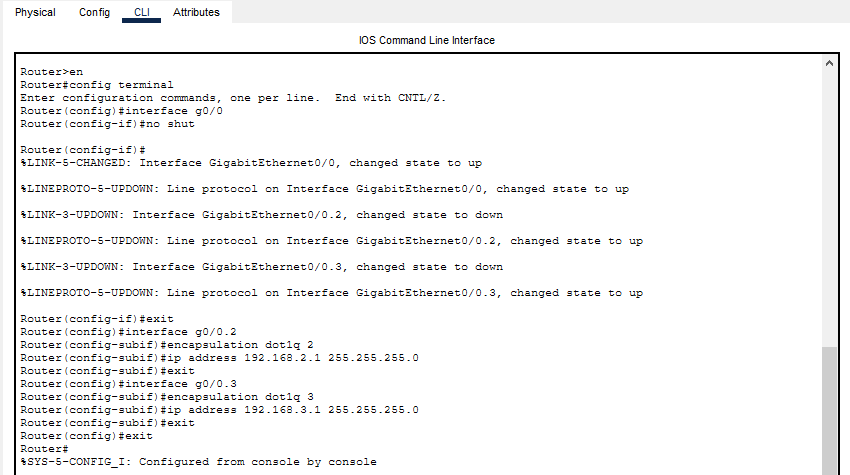 Physical Config CLI Attributes
IOS Command Line Interface
Router>en
Router#config terminal
Enter configuration commands, one per line.  End with CNTL/Z.
Router(config)#interface g0/0
Router(config-if)#no shut
Router(config-if)#
%LINK-5-CHANGED: Interface GigabitEthernet0/0, changed state to up
%LINEPROTO-5-UPDOWN: Line protocol on Interface GigabitEthernet0/0, changed state to up
%LINK-3-UPDOWN: Interface GigabitEthernet0/0.2, changed state to down
%LINEPROTO-5-UPDOWN: Line protocol on Interface GigabitEthernet0/0.2, changed state to up
%LINK-3-UPDOWN: Interface GigabitEthernet0/0.3, changed state to down
%LINEPROTO-5-UPDOWN: Line protocol on Interface GigabitEthernet0/0.3, changed state to up
Router(config-if)#exit
Router(config)#interface g0/0.2
Router(config-subif)#encapsulation dot1q 2
Router(config-subif)#ip address 192.168.2.1 255.255.255.0
Router(config-subif)#exit
Router(config)#interface g0/0.3
Router(config-subif)#encapsulation dot1q 3
Router(config-subif)#ip address 192.168.3.1 255.255.255.0
Router(config-subif)#exit
Router(config)#exit
Router#
%SYS-5-CONFIG_I: Configured from console by console